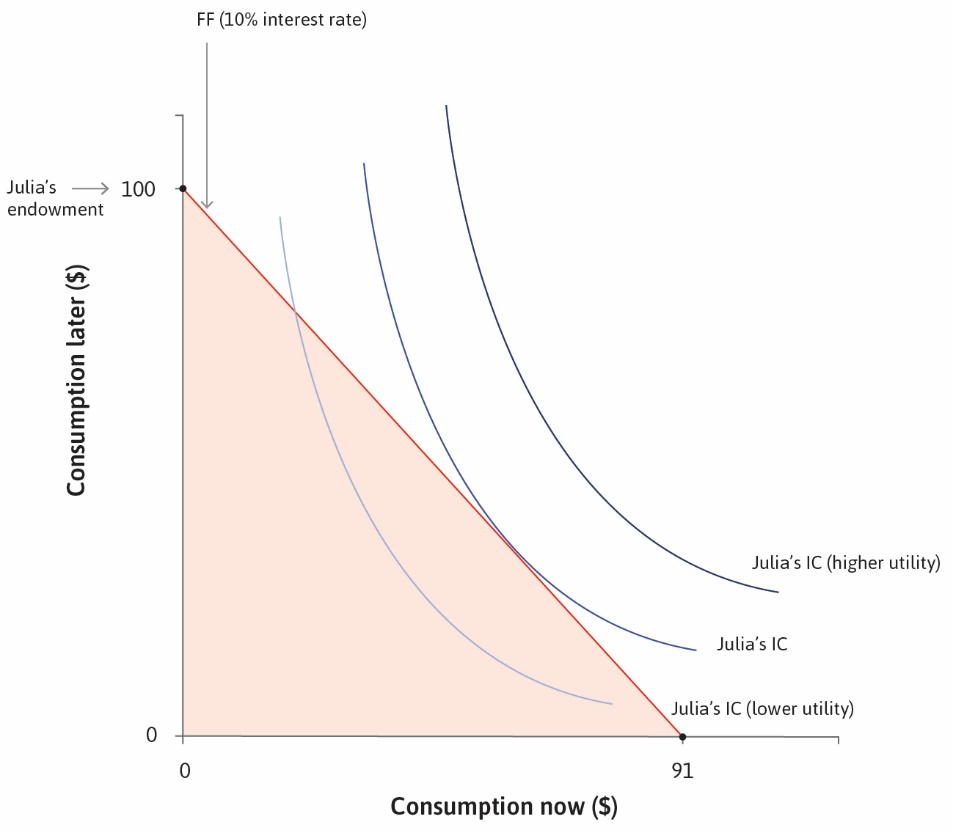 FF (10% interest rate)
Julia's
endowment
100
Consumption later ($)
Julia's IC (higher utility)
Julia's IC
Julia's IC (lower utility)
0
0
91
Consumption now ($)